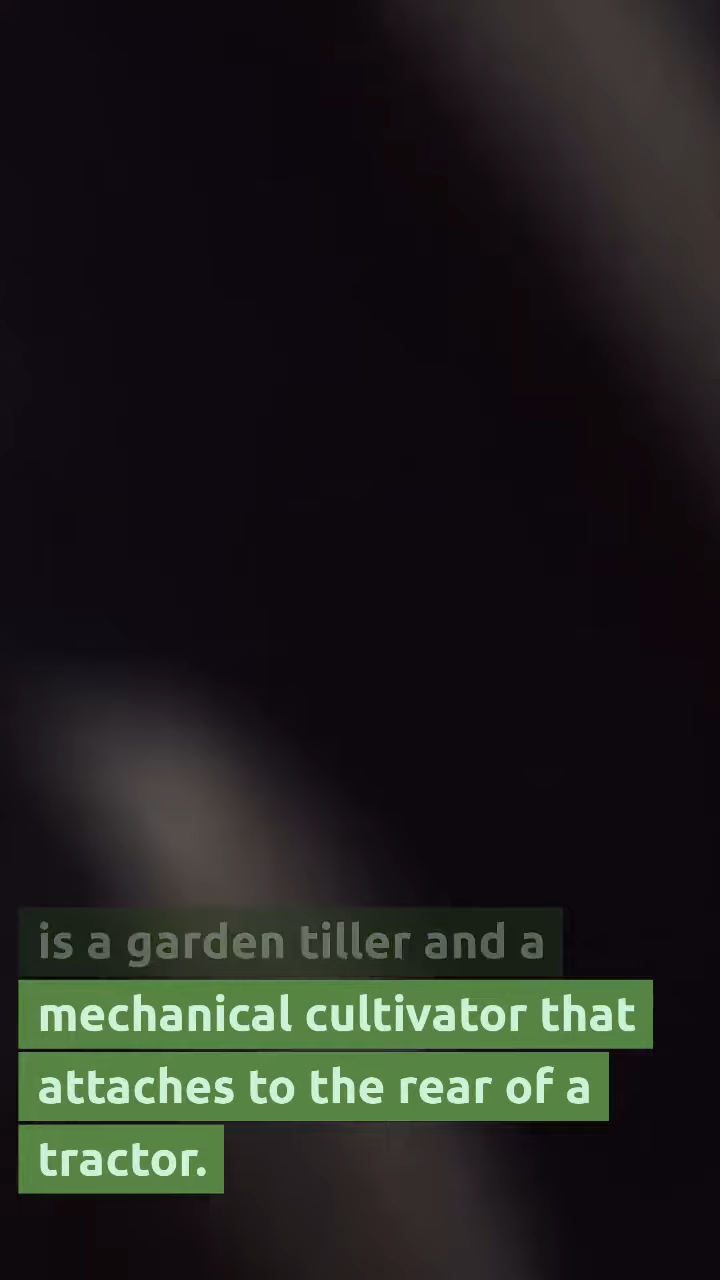 is a garden tiller and a
mechanical cultivator that
attaches to the rear of a
tractor.